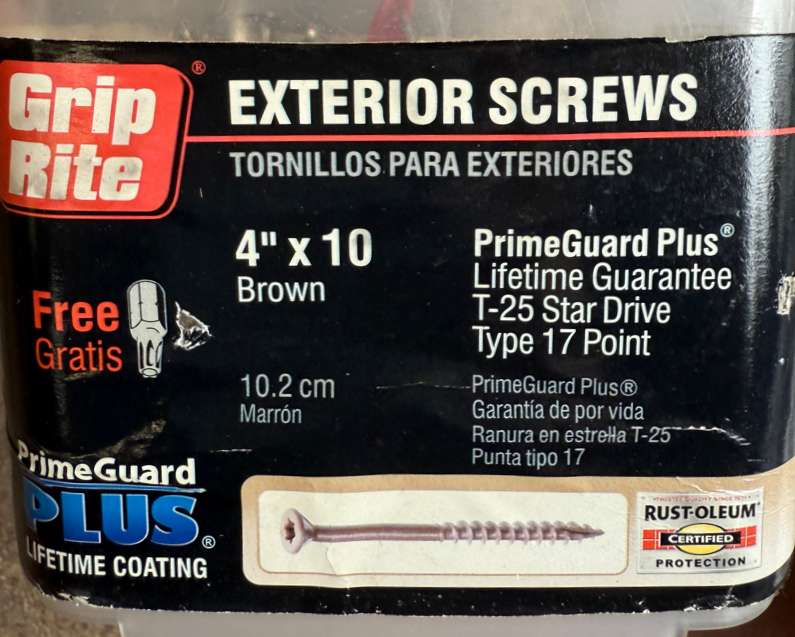 Grip
Rite®
EXTERIOR SCREWS
TORNILLOS PARA EXTERIORES
4" x 10
Brown
PrimeGuard Plus®
Lifetime Guarantee
T-25 Star Drive
Type 17 Point
Free
Gratis
10.2 cm
Marrón
PrimeGuard Plus®
Garantía de por vida
Ranura en estrella T-25
Punta tipo 17
PrimeGuard
PLUS®
LIFETIME COATING
RUST-OLEUM®
CERTIFIED
PROTECTION